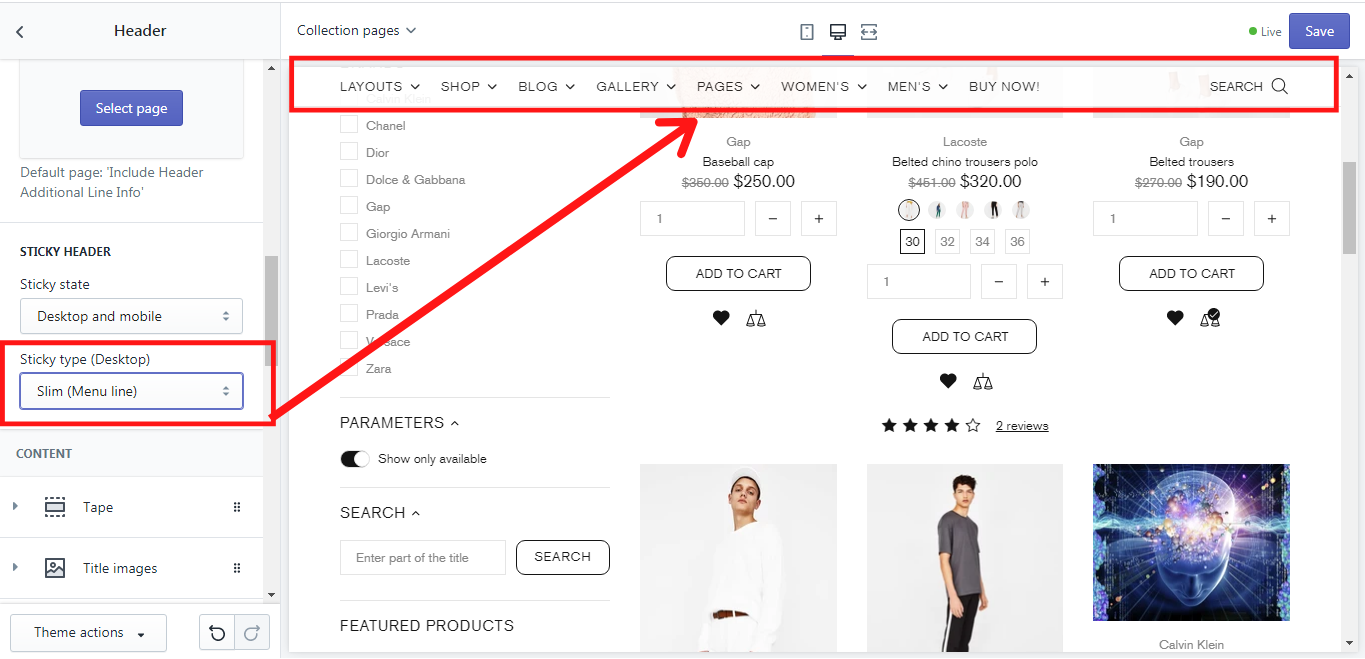 Header
Select page
Default page: 'Include Header
Additional Line Info'
STICKY HEADER
Sticky state
Desktop and mobile
Sticky type (Desktop)
Slim (Menu line)
CONTENT
Tape
Title images
Theme actions
Collection pages
Live
Save
LAYOUTS SHOP BLOG GALLERY PAGES WOMEN'S MEN'S BUY NOW! SEARCH
Calvin Klein
Chanel
Dior
Dolce & Gabbana
Gap
Giorgio Armani
Lacoste
Levi's
Prada
Versace
Zara
PARAMETERS
Show only available
SEARCH
Enter part of the title
SEARCH
FEATURED PRODUCTS
Gap
Baseball cap
$350.00 $250.00
1 − +
ADD TO CART
Lacoste
Belted chino trousers polo
$451.00 $320.00
30 32 34 36
1 − +
ADD TO CART
2 reviews
Gap
Belted trousers
$270.00 $190.00
1 − +
ADD TO CART
Calvin Klein